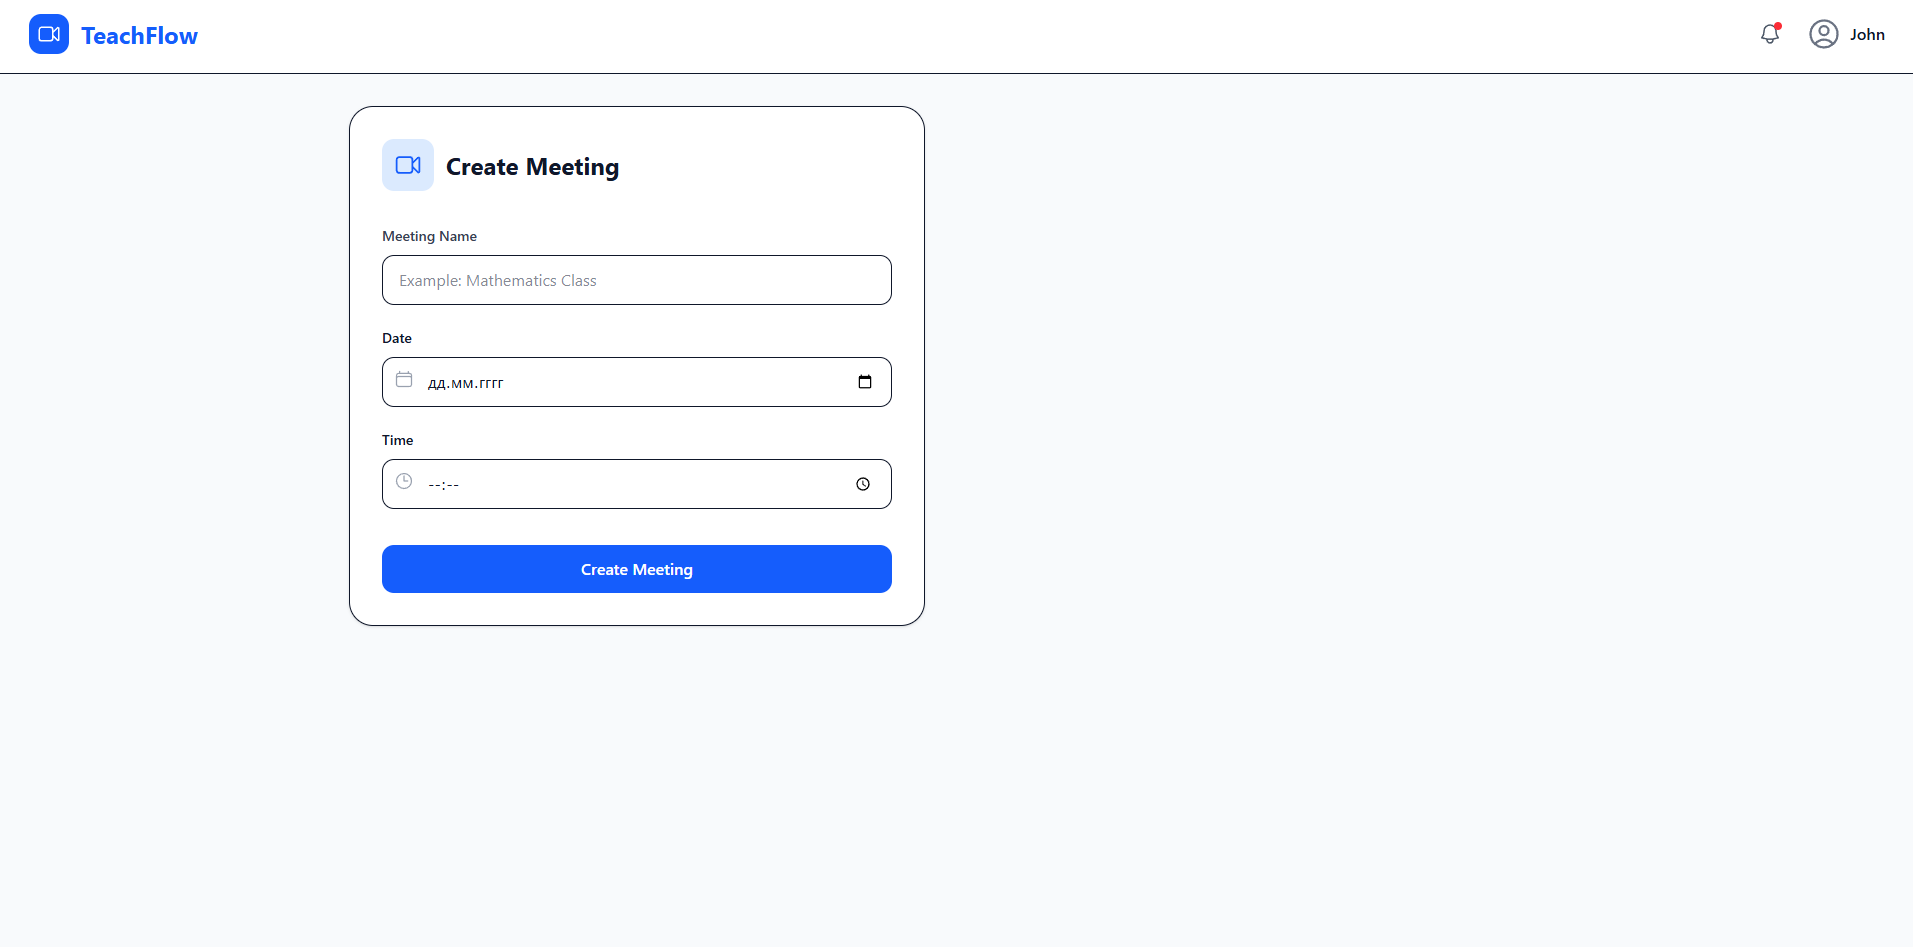 TeachFlow
John
Create Meeting
Meeting Name
Example: Mathematics Class
Date
дд.мм.гггг
Time
--:--
Create Meeting